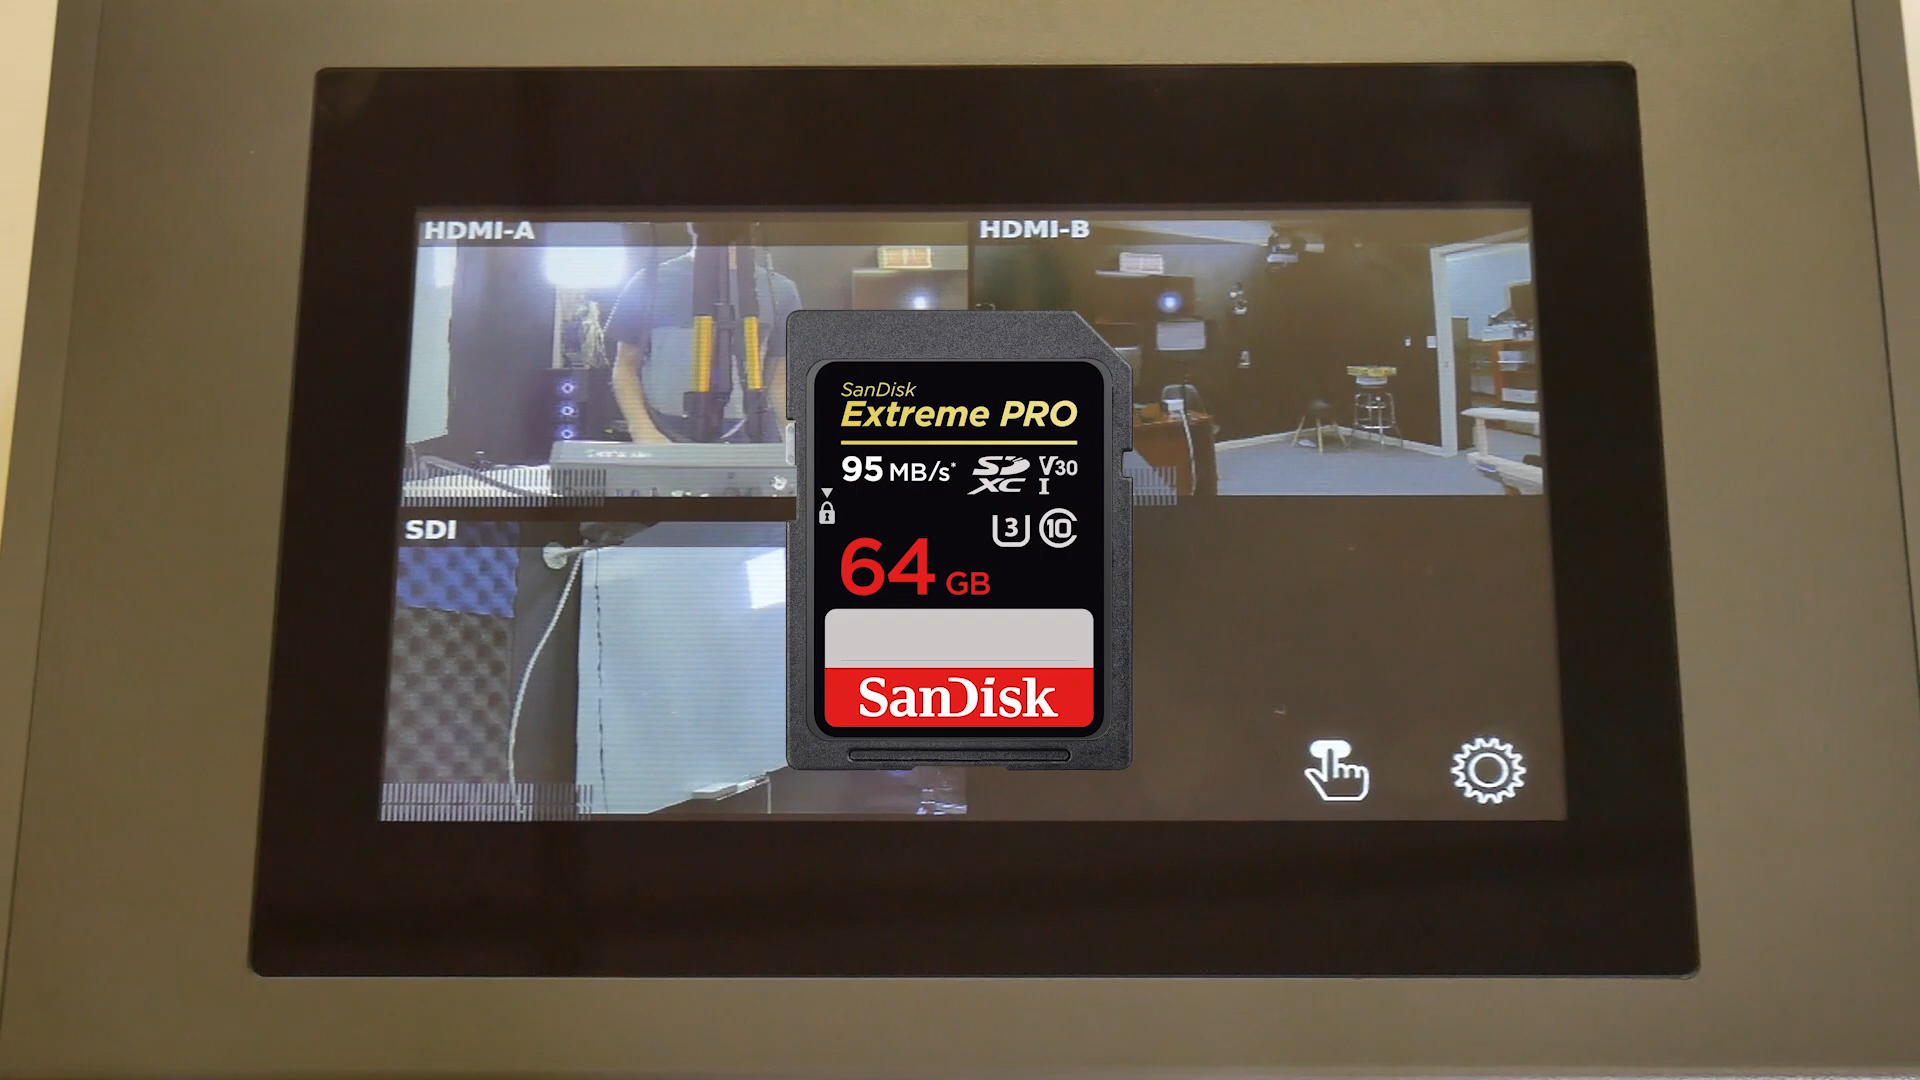 HDMI-A
HDMI-B
SanDisk
Extreme PRO
95 MB/s*
SD XC
V30
I
3
10
64 GB
SanDisk
SDI